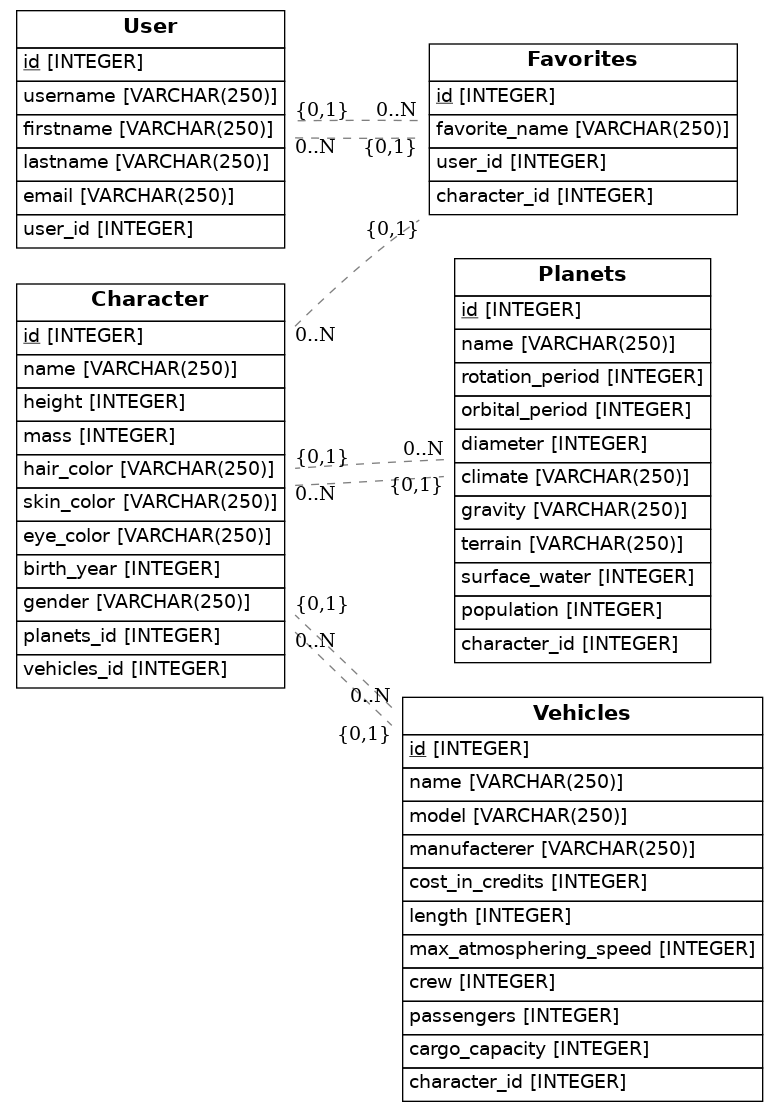 User
id [INTEGER]
username [VARCHAR(250)]
firstname [VARCHAR(250)]
lastname [VARCHAR(250)]
email [VARCHAR(250)]
user_id [INTEGER]
{0,1} 0..N
0..N {0,1}
Favorites
id [INTEGER]
favorite_name [VARCHAR(250)]
user_id [INTEGER]
character_id [INTEGER]
{0,1}
0..N
Character
id [INTEGER]
name [VARCHAR(250)]
height [INTEGER]
mass [INTEGER]
hair_color [VARCHAR(250)]
skin_color [VARCHAR(250)]
eye_color [VARCHAR(250)]
birth_year [INTEGER]
gender [VARCHAR(250)]
planets_id [INTEGER]
vehicles_id [INTEGER]
{0,1} 0..N
0..N {0,1}
Planets
id [INTEGER]
name [VARCHAR(250)]
rotation_period [INTEGER]
orbital_period [INTEGER]
diameter [INTEGER]
climate [VARCHAR(250)]
gravity [VARCHAR(250)]
terrain [VARCHAR(250)]
surface_water [INTEGER]
population [INTEGER]
character_id [INTEGER]
{0,1}
0..N
0..N
{0,1}
Vehicles
id [INTEGER]
name [VARCHAR(250)]
model [VARCHAR(250)]
manufacterer [VARCHAR(250)]
cost_in_credits [INTEGER]
length [INTEGER]
max_atmosphering_speed [INTEGER]
crew [INTEGER]
passengers [INTEGER]
cargo_capacity [INTEGER]
character_id [INTEGER]